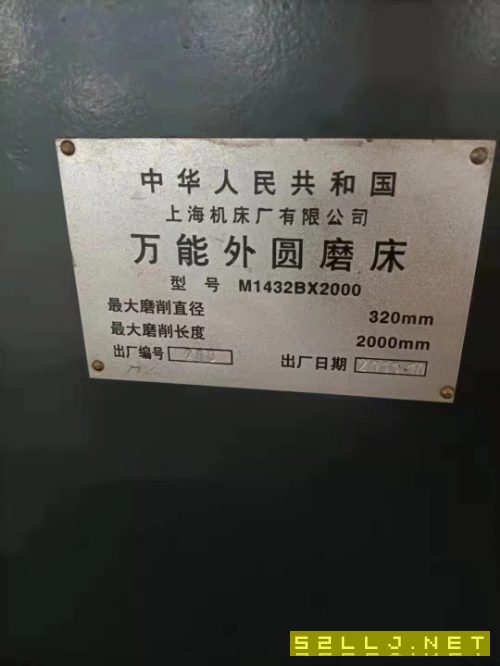 中华人民共和国
上海机床厂有限公司
万能外圆磨床
型号 M1432BX2000
最大磨削直径 320mm
最大磨削长度 2000mm
出厂编号 出厂日期
52LLJ.NET